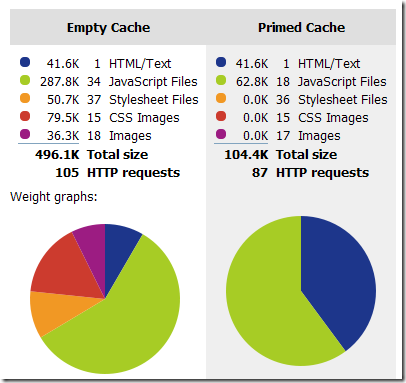 Empty Cache
41.6K 1 HTML/Text
287.8K 34 JavaScript Files
50.7K 37 Stylesheet Files
79.5K 15 CSS Images
36.3K 18 Images
496.1K Total size
105 HTTP requests
Weight graphs:
Primed Cache
41.6K 1 HTML/Text
62.8K 18 JavaScript Files
0.0K 36 Stylesheet Files
0.0K 15 CSS Images
0.0K 17 Images
104.4K Total size
87 HTTP requests